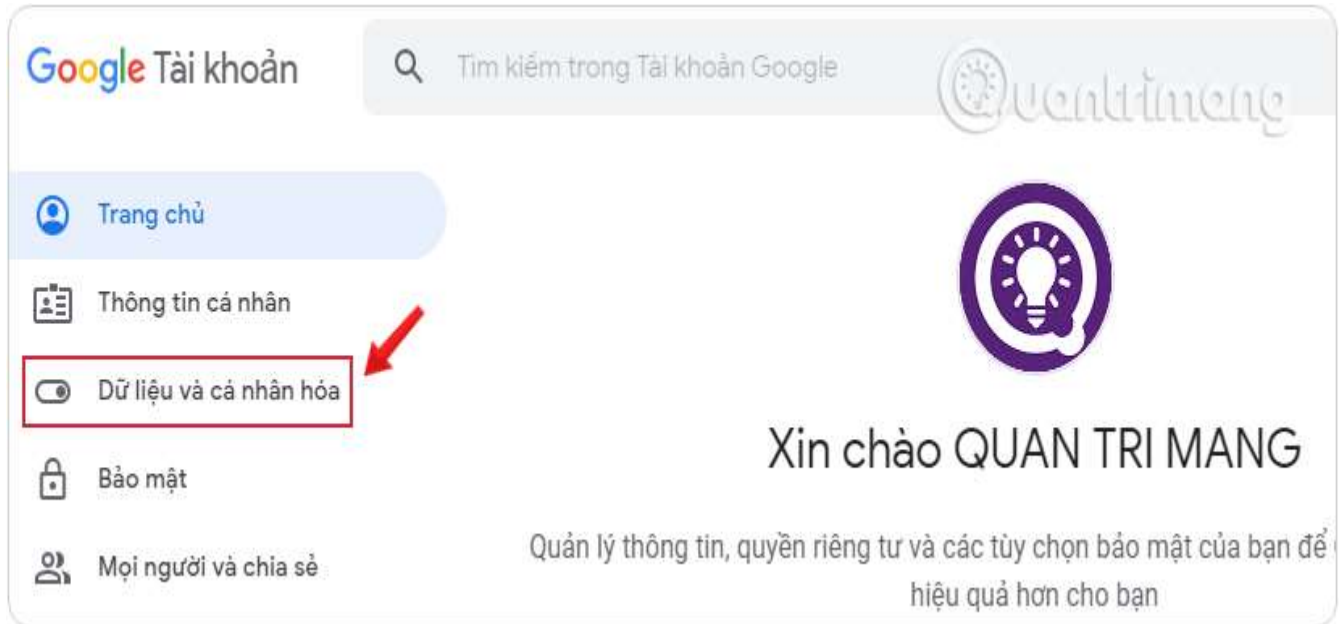 Google Tài khoản
Tìm kiếm trong Tài khoản Google
Quantrimang
Trang chủ
Thông tin cá nhân
Dữ liệu và cá nhân hóa
Bảo mật
Mọi người và chia sẻ
Xin chào QUAN TRI MANG
Quản lý thông tin, quyền riêng tư và các tùy chọn bảo mật của bạn để
hiệu quả hơn cho bạn